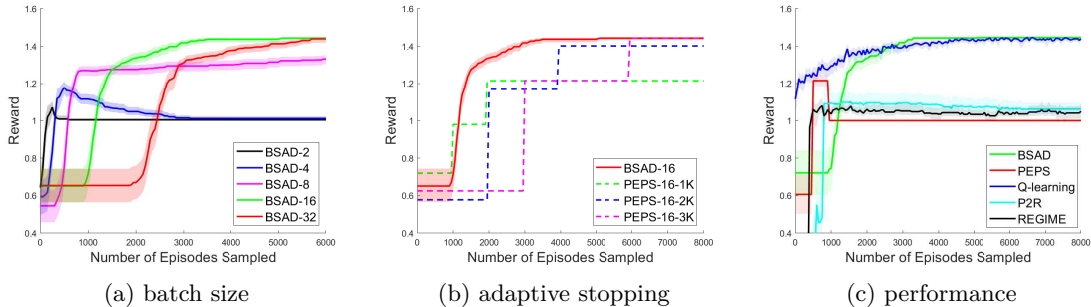 Reward
1.6
1.4
1.2
1
0.8
0.6
0.4
BSAD-2
BSAD-4
BSAD-8
BSAD-16
BSAD-32
0 1000 2000 3000 4000 5000 6000
Number of Episodes Sampled
(a) batch size
Reward
1.6
1.4
1.2
1
0.8
0.6
0.4
BSAD-16
PEPS-16-1K
PEPS-16-2K
PEPS-16-3K
0 1000 2000 3000 4000 5000 6000 7000 8000
Number of Episodes Sampled
(b) adaptive stopping
Reward
1.6
1.4
1.2
1
0.8
0.6
0.4
BSAD
PEPS
Q-learning
P2R
REGIME
0 1000 2000 3000 4000 5000 6000 7000 8000
Number of Episodes Sampled
(c) performance